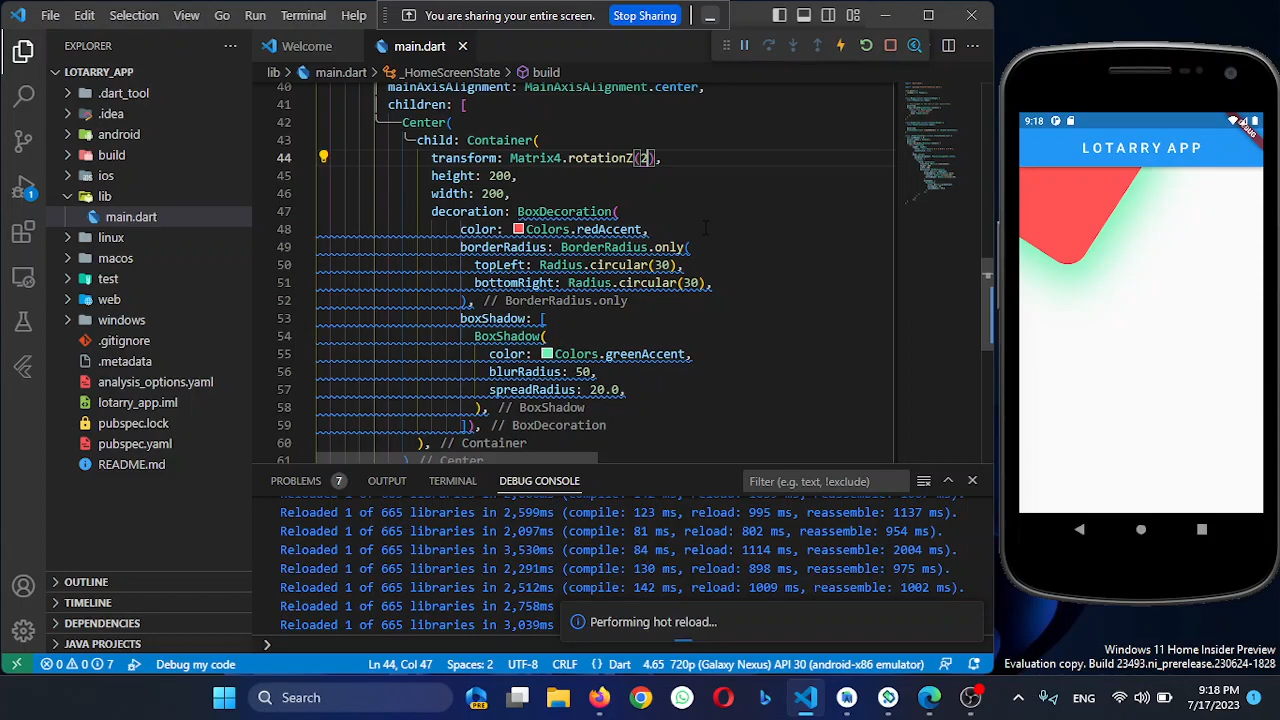 File Edit Selection View Go Run Terminal Help
You are sharing your entire screen. Stop Sharing
EXPLORER
Welcome
main.dart
LOTARRY_APP
lib > main.dart > _HomeScreenState > build
.dart_tool
.idea
android
build
ios
lib
main.dart
linux
macos
test
web
windows
.gitignore
.metadata
analysis_options.yaml
lotarry_app.iml
pubspec.lock
pubspec.yaml
README.md
OUTLINE
TIMELINE
DEPENDENCIES
JAVA PROJECTS
40 mainAxisAlignment: MainAxisAlignment.center,
41 children: [
42 Center(
43 child: Container(
44 transform: Matrix4.rotationZ(2),
45 height: 200,
46 width: 200
47 decoration: BoxDecoration(
48 color: Colors.redAccent,
49 borderRadius: BorderRadius.only(
50 topLeft: Radius.circular(30),
51 bottomRight: Radius.circular(30),
52 ), // BorderRadius.only
53 boxShadow: [
54 BoxShadow(
55 color: Colors.greenAccent,
56 blurRadius: 50,
57 spreadRadius: 20.0,
58 ), // BoxShadow
59 ]), // BoxDecoration
60 ), // Container
61 ) // Center
PROBLEMS 7 OUTPUT TERMINAL DEBUG CONSOLE Filter (e.g. text, !exclude)
Reloaded 1 of 665 libraries in 2,599ms (compile: 123 ms, reload: 995 ms, reassemble: 1137 ms).
Reloaded 1 of 665 libraries in 2,097ms (compile: 81 ms, reload: 802 ms, reassemble: 954 ms).
Reloaded 1 of 665 libraries in 3,530ms (compile: 84 ms, reload: 1114 ms, reassemble: 2004 ms).
Reloaded 1 of 665 libraries in 2,291ms (compile: 130 ms, reload: 898 ms, reassemble: 975 ms).
Reloaded 1 of 665 libraries in 2,512ms (compile: 142 ms, reload: 1009 ms, reassemble: 1002 ms).
Reloaded 1 of 665 libraries in 2,758ms
Reloaded 1 of 665 libraries in 3,039ms
Performing hot reload...
0 0 7 Debug my code Ln 44, Col 47 Spaces: 2 UTF-8 CRLF {} Dart 4.65 720p (Galaxy Nexus) API 30 (android-x86 emulator)
9:18
DEBUG
LOTARRY APP
Windows 11 Home Insider Preview
Evaluation copy. Build 23493.ni_prerelease.230624-1828
Search
PRE
ENG
9:18 PM
7/17/2023
1